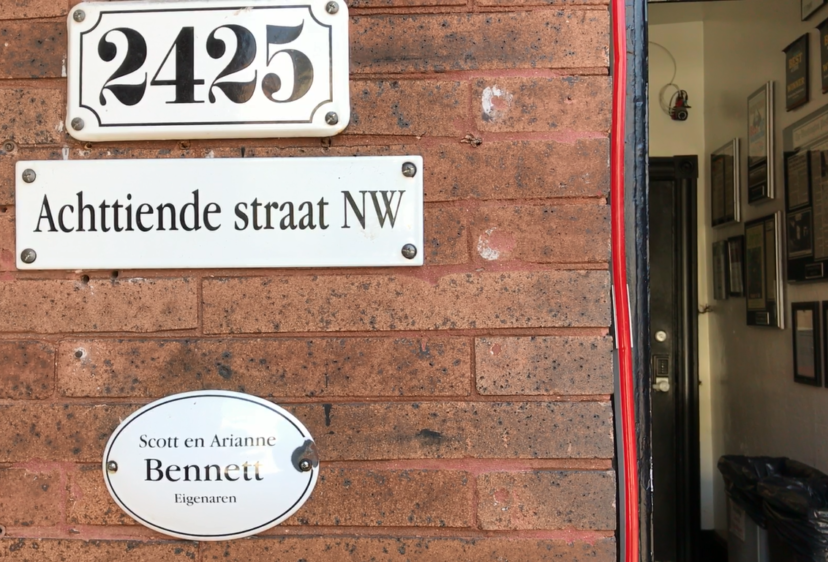 2425
Achttiende straat NW
Scott en Arianne
Bennett
Eigenaren